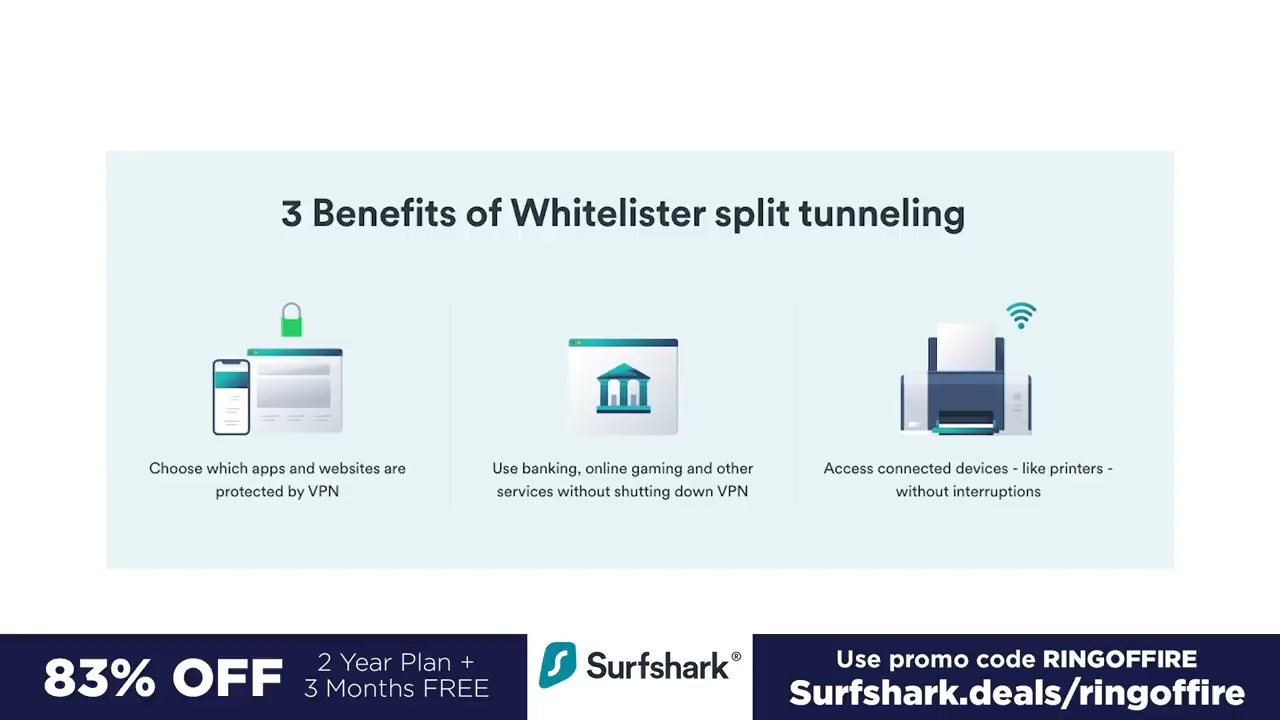 3 Benefits of Whitelister split tunneling
Choose which apps and websites are
protected by VPN
Use banking, online gaming and other
services without shutting down VPN
Access connected devices - like printers -
without interruptions
83% OFF
2 Year Plan +
3 Months FREE
Surfshark®
Use promo code RINGOFFIRE
Surfshark.deals/ringoffire